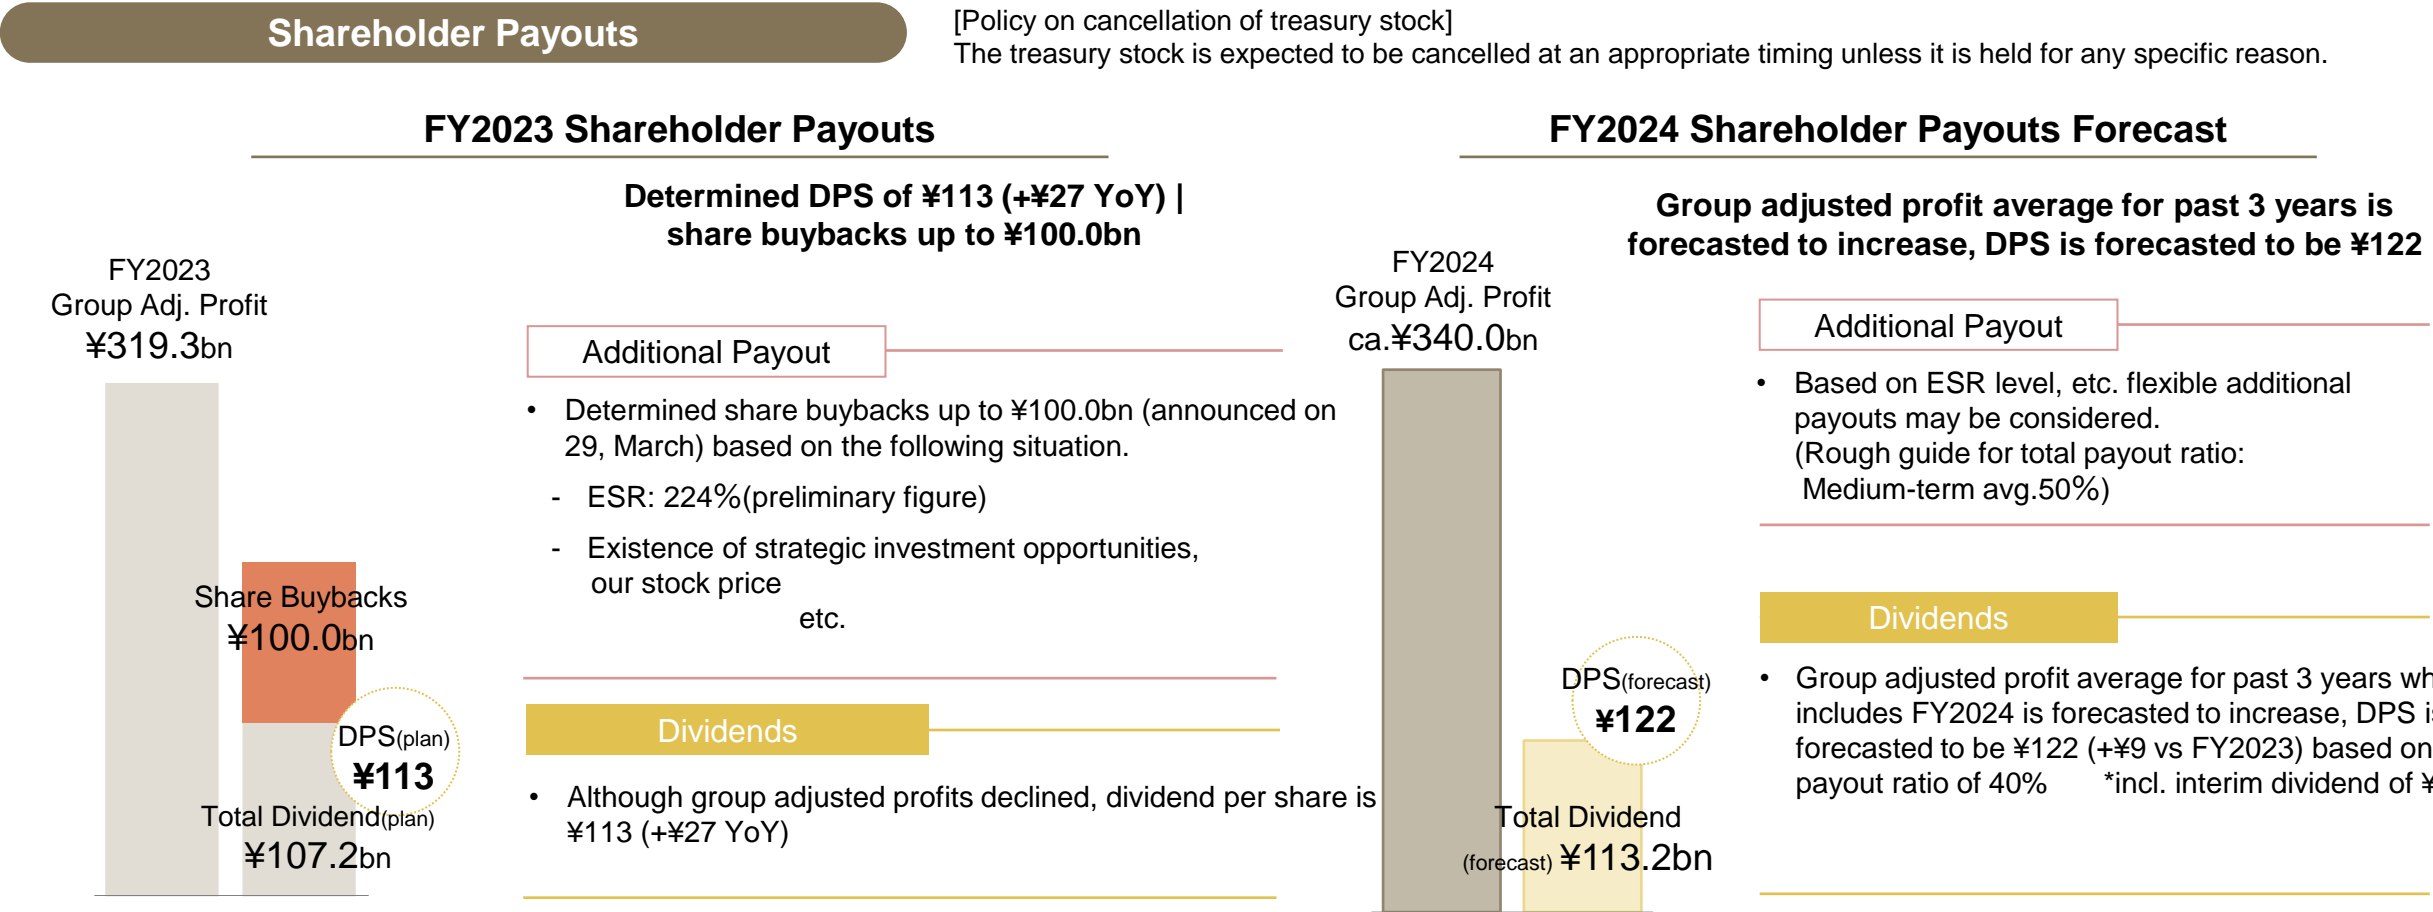 Shareholder Payouts
[Policy on cancellation of treasury stock]
The treasury stock is expected to be cancelled at an appropriate timing unless it is held for any specific reason.
FY2023 Shareholder Payouts
Determined DPS of ¥113 (+¥27 YoY) |
share buybacks up to ¥100.0bn
FY2023
Group Adj. Profit
¥319.3bn
Share Buybacks
¥100.0bn
DPS(plan)
¥113
Total Dividend(plan)
¥107.2bn
Additional Payout
• Determined share buybacks up to ¥100.0bn (announced on
29, March) based on the following situation.
- ESR: 224%(preliminary figure)
- Existence of strategic investment opportunities,
our stock price
etc.
Dividends
• Although group adjusted profits declined, dividend per share is
¥113 (+¥27 YoY)
FY2024 Shareholder Payouts Forecast
Group adjusted profit average for past 3 years is
forecasted to increase, DPS is forecasted to be ¥122
FY2024
Group Adj. Profit
ca.¥340.0bn
DPS(forecast)
¥122
Total Dividend
(forecast) ¥113.2bn
Additional Payout
• Based on ESR level, etc. flexible additional
payouts may be considered.
(Rough guide for total payout ratio:
Medium-term avg.50%)
Dividends
• Group adjusted profit average for past 3 years
includes FY2024 is forecasted to increase, DPS
forecasted to be ¥122 (+¥9 vs FY2023) based on
payout ratio of 40% *incl. interim dividend of ¥